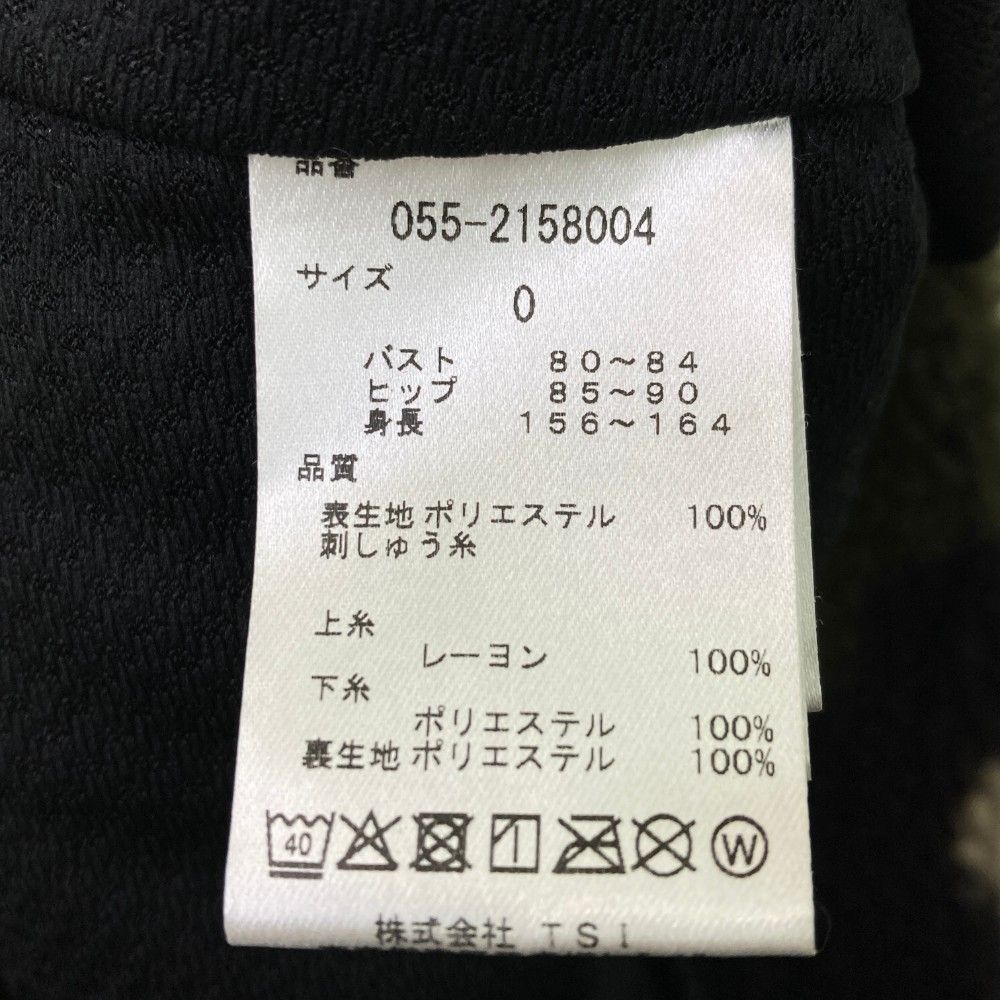 品番
055-2158004
サイズ
0
バスト 80～84
ヒップ 85～90
身長 156～164
品質
表生地 ポリエステル 100%
刺しゅう糸
上糸
レーヨン 100%
下糸
ポリエステル 100%
裏生地 ポリエステル 100%
40 W
株式会社 TSI